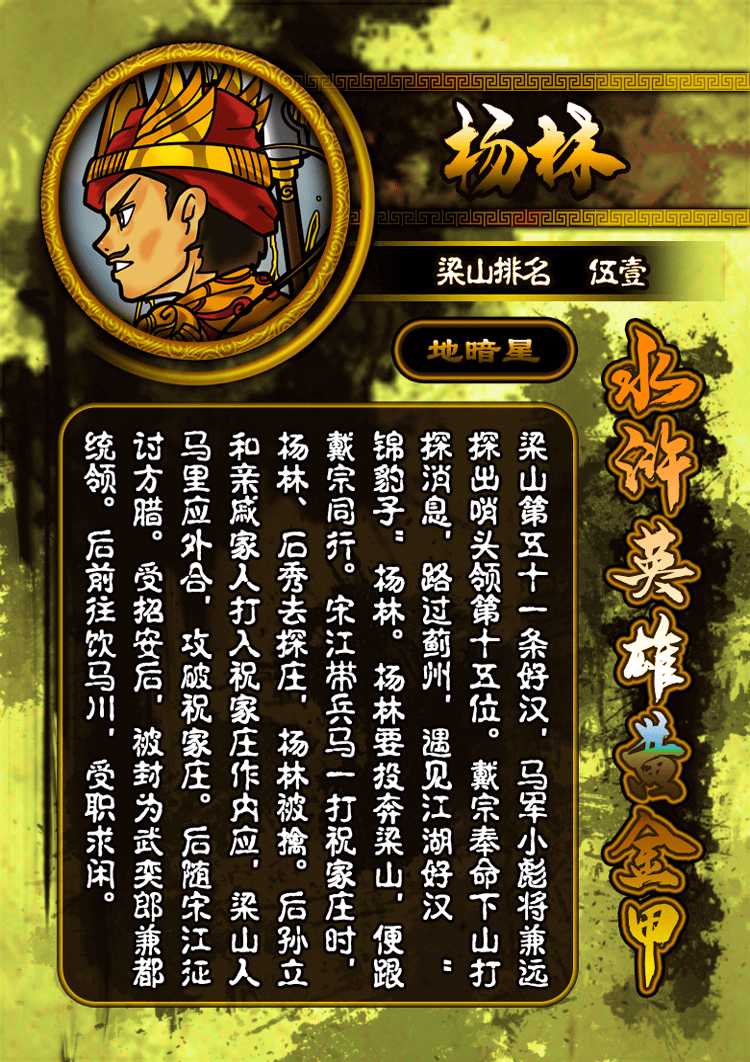 杨林
梁山排名 伍壹
地暗星
水浒英雄黄金甲
梁山第五十一条好汉，马军小彪将兼远
探出哨头领第十五位。戴宗奉命下山打
探消息，路过蓟州，遇见江湖好汉“
锦豹子”杨林。杨林要投奔梁山，便跟
戴宗同行。宋江带兵马一打祝家庄时，
杨林、后秀去探庄，杨林被擒。后孙立
和亲戚家人打入祝家庄作内应，梁山人
马里应外合，攻破祝家庄。后随宋江征
讨方腊。受招安后，被封为武奕郎兼都
统领。后前往饮马川，受职求闲。